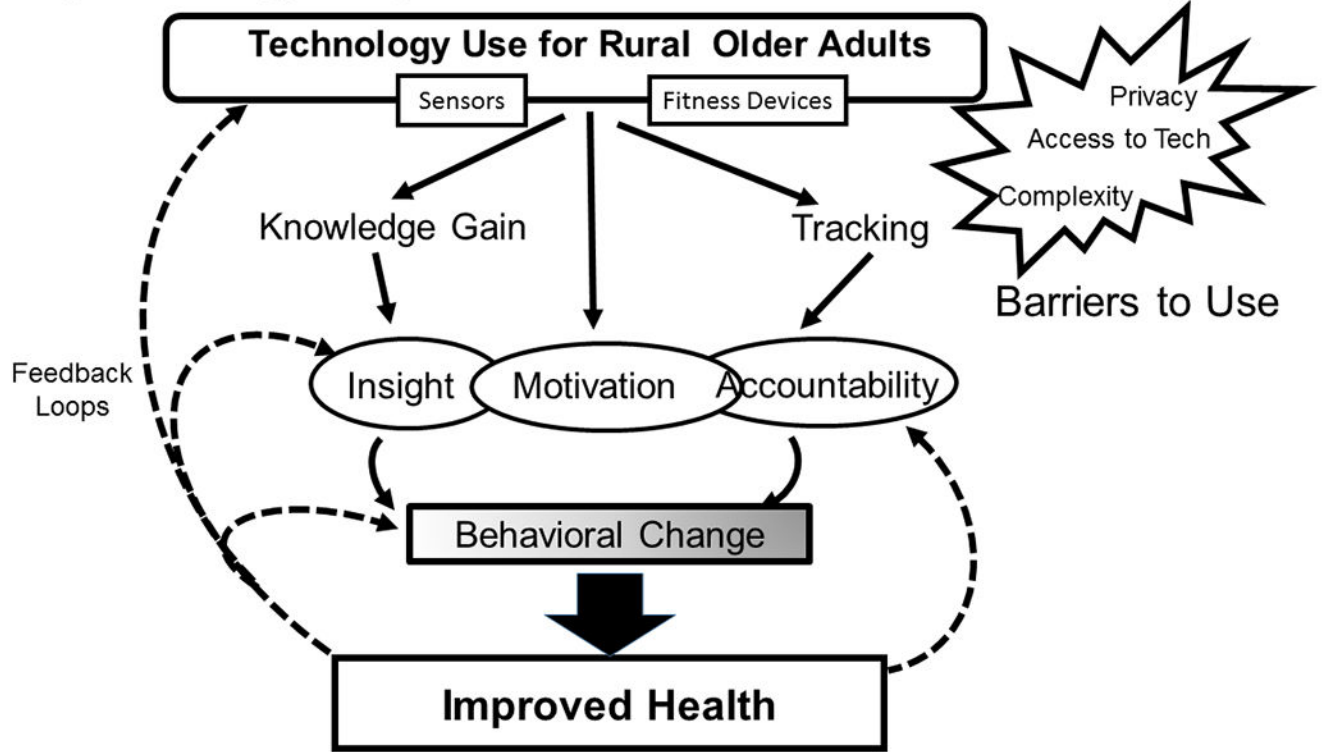 Technology Use for Rural Older Adults
Sensors
Fitness Devices
Privacy
Access to Tech
Complexity
Barriers to Use
Knowledge Gain
Tracking
Feedback
Loops
Insight
Motivation
Accountability
Behavioral Change
Improved Health